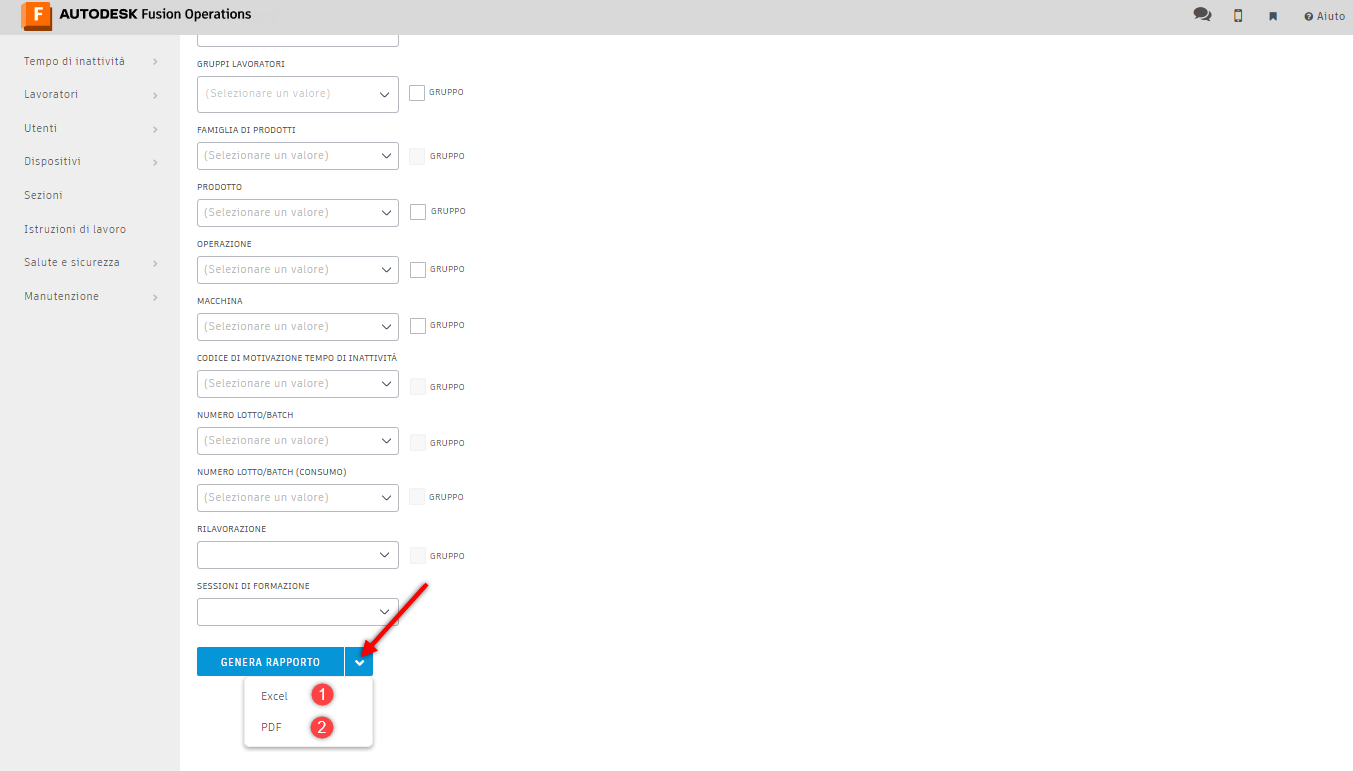 F AUTODESK Fusion Operations
Aiuto
Tempo di inattività
Lavoratori
Utenti
Dispositivi
Sezioni
Istruzioni di lavoro
Salute e sicurezza
Manutenzione
GRUPPI LAVORATORI
(Selezionare un valore) GRUPPO
FAMIGLIA DI PRODOTTI
(Selezionare un valore) GRUPPO
PRODOTTO
(Selezionare un valore) GRUPPO
OPERAZIONE
(Selezionare un valore) GRUPPO
MACCHINA
(Selezionare un valore) GRUPPO
CODICE DI MOTIVAZIONE TEMPO DI INATTIVITÀ
(Selezionare un valore) GRUPPO
NUMERO LOTTO/BATCH
(Selezionare un valore) GRUPPO
NUMERO LOTTO/BATCH (CONSUMO)
(Selezionare un valore) GRUPPO
RILAVORAZIONE
GRUPPO
SESSIONI DI FORMAZIONE
GENERA RAPPORTO
Excel 1
PDF 2